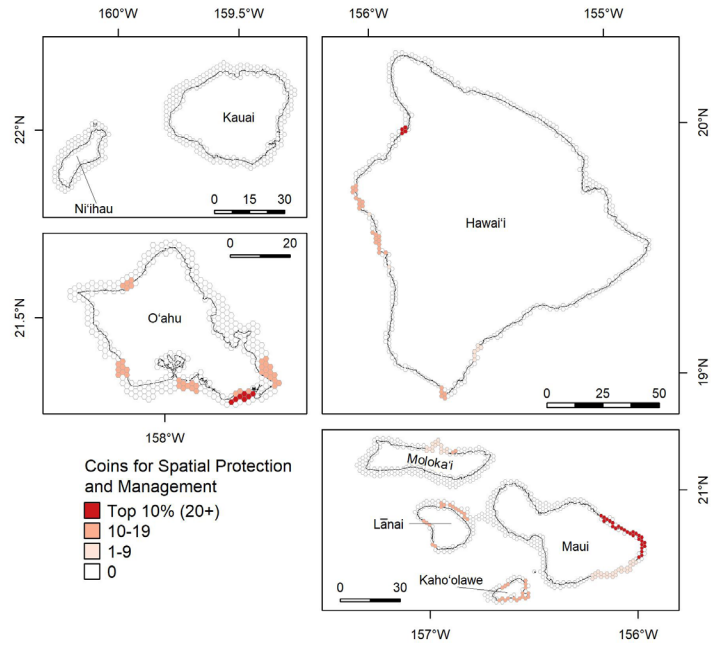 160°W 159.5°W
156°W 155°W
22°N
Kauai
Ni'ihau
0 15 30
20°N
Hawai'i
19°N
0 25 50
0 20
21.5°N
O'ahu
158°W
Coins for Spatial Protection
and Management
Top 10% (20+)
10-19
1-9
0
Moloka'i
21°N
Lānai
Maui
Kaho'olawe
0 30
157°W 156°W